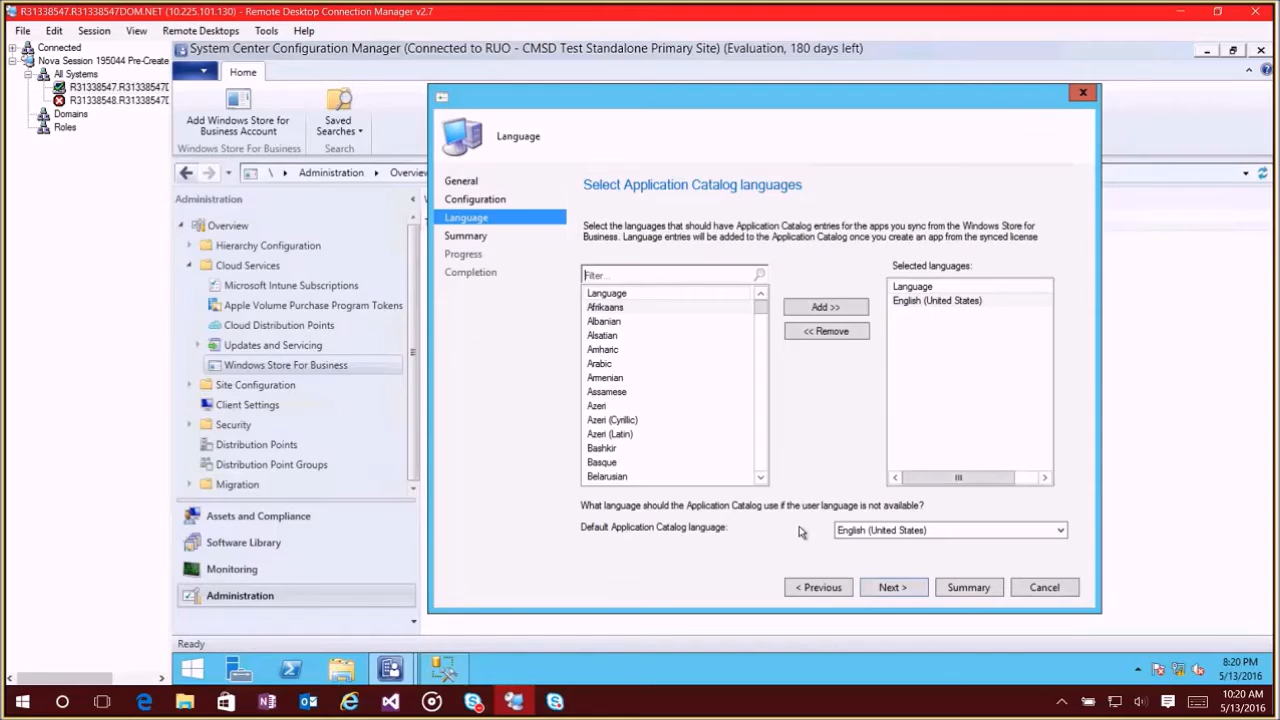 R31338547.R31338547DOM.NET (10.225.101.130) - Remote Desktop Connection Manager v2.7
File Edit Session View Remote Desktops Tools Help
Connected
Nova Session 195044 Pre-Create
All Systems
R31338547.R31338547D
R31338548.R31338547D
Domains
Roles
System Center Configuration Manager (Connected to RUO - CMSD Test Standalone Primary Site) (Evaluation, 180 days left)
Home
Add Windows Store for
Business Account
Windows Store For Business
Saved
Searches
Search
\ Administration Overview
Administration
Overview
Hierarchy Configuration
Cloud Services
Microsoft Intune Subscriptions
Apple Volume Purchase Program Tokens
Cloud Distribution Points
Updates and Servicing
Windows Store For Business
Site Configuration
Client Settings
Security
Distribution Points
Distribution Point Groups
Migration
Assets and Compliance
Software Library
Monitoring
Administration
Ready
Language
General
Configuration
Language
Summary
Progress
Completion
Select Application Catalog languages
Select the languages that should have Application Catalog entries for the apps you sync from the Windows Store for
Business. Language entries will be added to the Application Catalog once you create an app from the synced license
Filter...
Language
Afrikaans
Albanian
Alsatian
Amharic
Arabic
Armenian
Assamese
Azeri
Azeri (Cyrillic)
Azeri (Latin)
Bashkir
Basque
Belarusian
Add >>
<< Remove
Selected languages:
Language
English (United States)
What language should the Application Catalog use if the user language is not available?
Default Application Catalog language:
English (United States)
< Previous Next > Summary Cancel
8:20 PM
5/13/2016
10:20 AM
5/13/2016